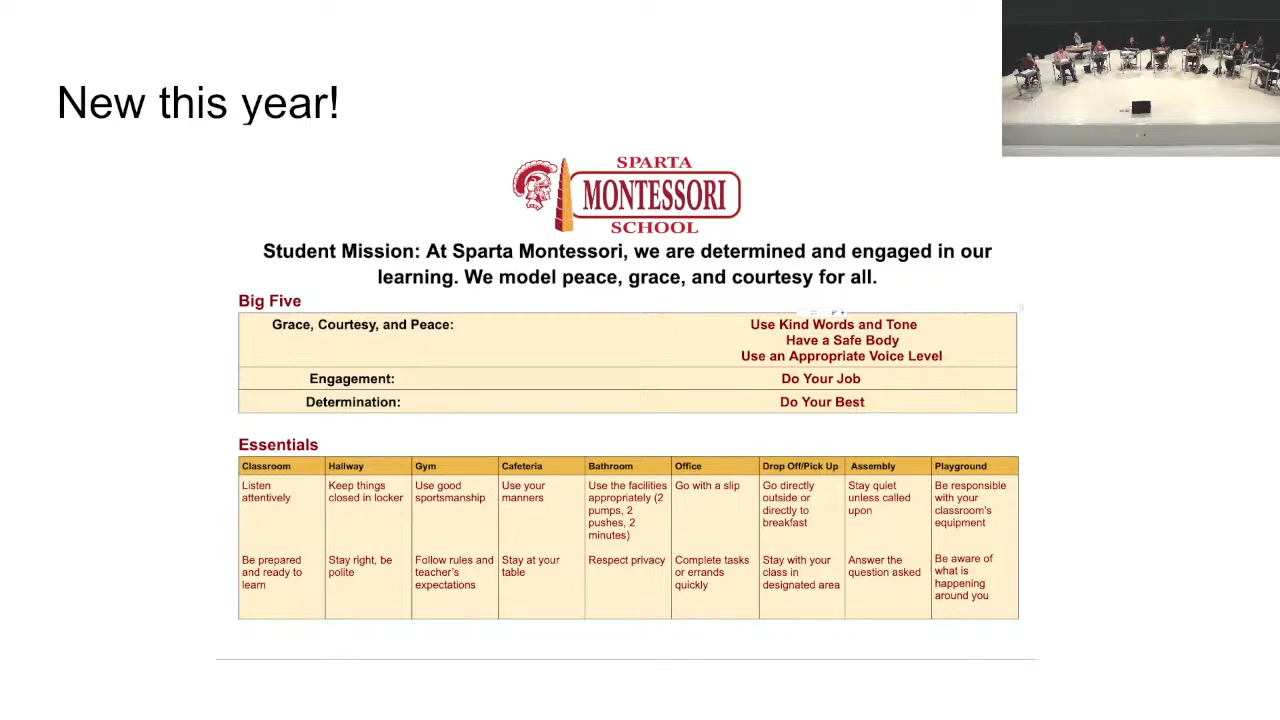 New this year!
SPARTA
MONTESSORI
SCHOOL
Student Mission: At Sparta Montessori, we are determined and engaged in our
learning. We model peace, grace, and courtesy for all.
Big Five
Grace, Courtesy, and Peace:
Use Kind Words and Tone
Have a Safe Body
Use an Appropriate Voice Level
Engagement:
Do Your Job
Determination:
Do Your Best
Essentials
Classroom
Hallway
Gym
Cafeteria
Bathroom
Office
Drop Off/Pick Up
Assembly
Playground
Listen
attentively
Keep things
closed in locker
Use good
sportsmanship
Use your
manners
Use the facilities
appropriately (2
pumps, 2
pushes, 2
minutes)
Go with a slip
Go directly
outside or
directly to
breakfast
Stay quiet
unless called
upon
Be responsible
with your
classroom's
equipment
Be prepared
and ready to
learn
Stay right, be
polite
Follow rules and
teacher's
expectations
Stay at your
table
Respect privacy
Complete tasks
or errands
quickly
Stay with your
class in
designated area
Answer the
question asked
Be aware of
what is
happening
around you